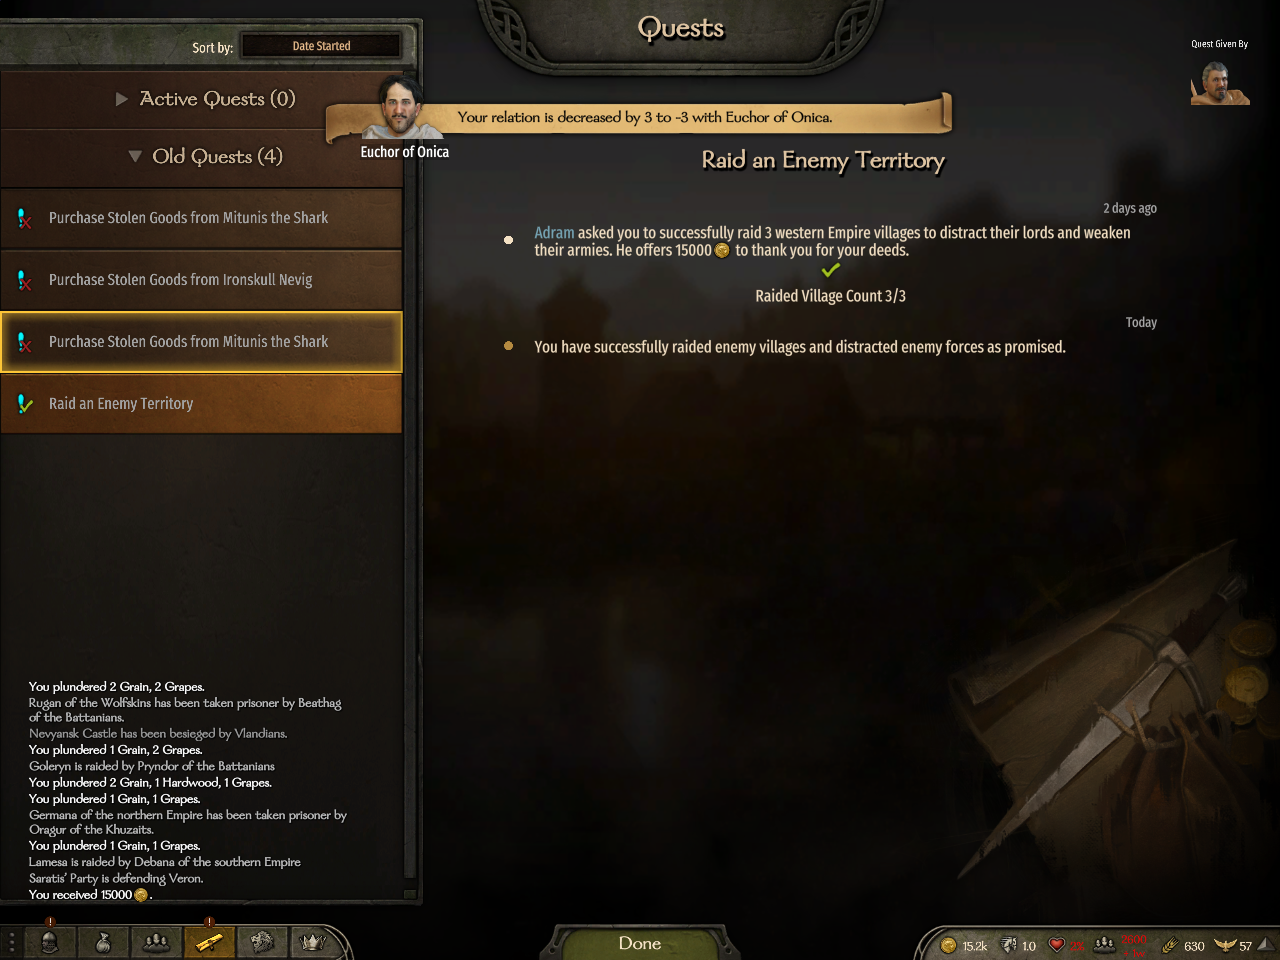 Quests
Sort by:
Date Started
Quest Given By
Active Quests (0)
Your relation is decreased by 3 to -3 with Euchor of Onica.
Euchor of Onica
Old Quests (4)
Purchase Stolen Goods from Mitunis the Shark
Purchase Stolen Goods from Ironskull Nevig
Purchase Stolen Goods from Mitunis the Shark
Raid an Enemy Territory
Raid an Enemy Territory
2 days ago
Adram asked you to successfully raid 3 western Empire villages to distract their lords and weaken
their armies. He offers 15000 to thank you for your deeds.
Raided Village Count 3/3
Today
You have successfully raided enemy villages and distracted enemy forces as promised.
You plundered 2 Grain, 2 Grapes.
Rugan of the Wolfskins has been taken prisoner by Beathag
of the Battanians.
Nevyansk Castle has been besieged by Vlandians.
You plundered 1 Grain, 2 Grapes.
Goleryn is raided by Pryndor of the Battanians
You plundered 2 Grain, 1 Hardwood, 1 Grapes.
You plundered 1 Grain, 1 Grapes.
Germana of the northern Empire has been taken prisoner by
Oragur of the Khuzaits.
You plundered 1 Grain, 1 Grapes.
Lamesa is raided by Debana of the southern Empire
Saratis' Party is defending Veron.
You received 15000 .
Done
15.2k
1.0
630
57